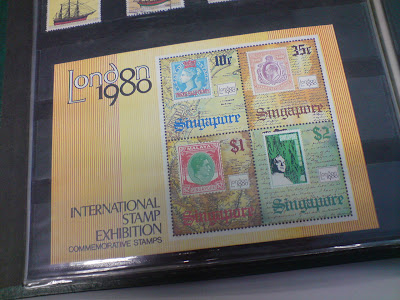 London
1980
10c
Singapore
35c
Singapore
$1
Singapore
$2
Singapore
INTERNATIONAL
STAMP
EXHIBITION
COMMEMORATIVE STAMPS